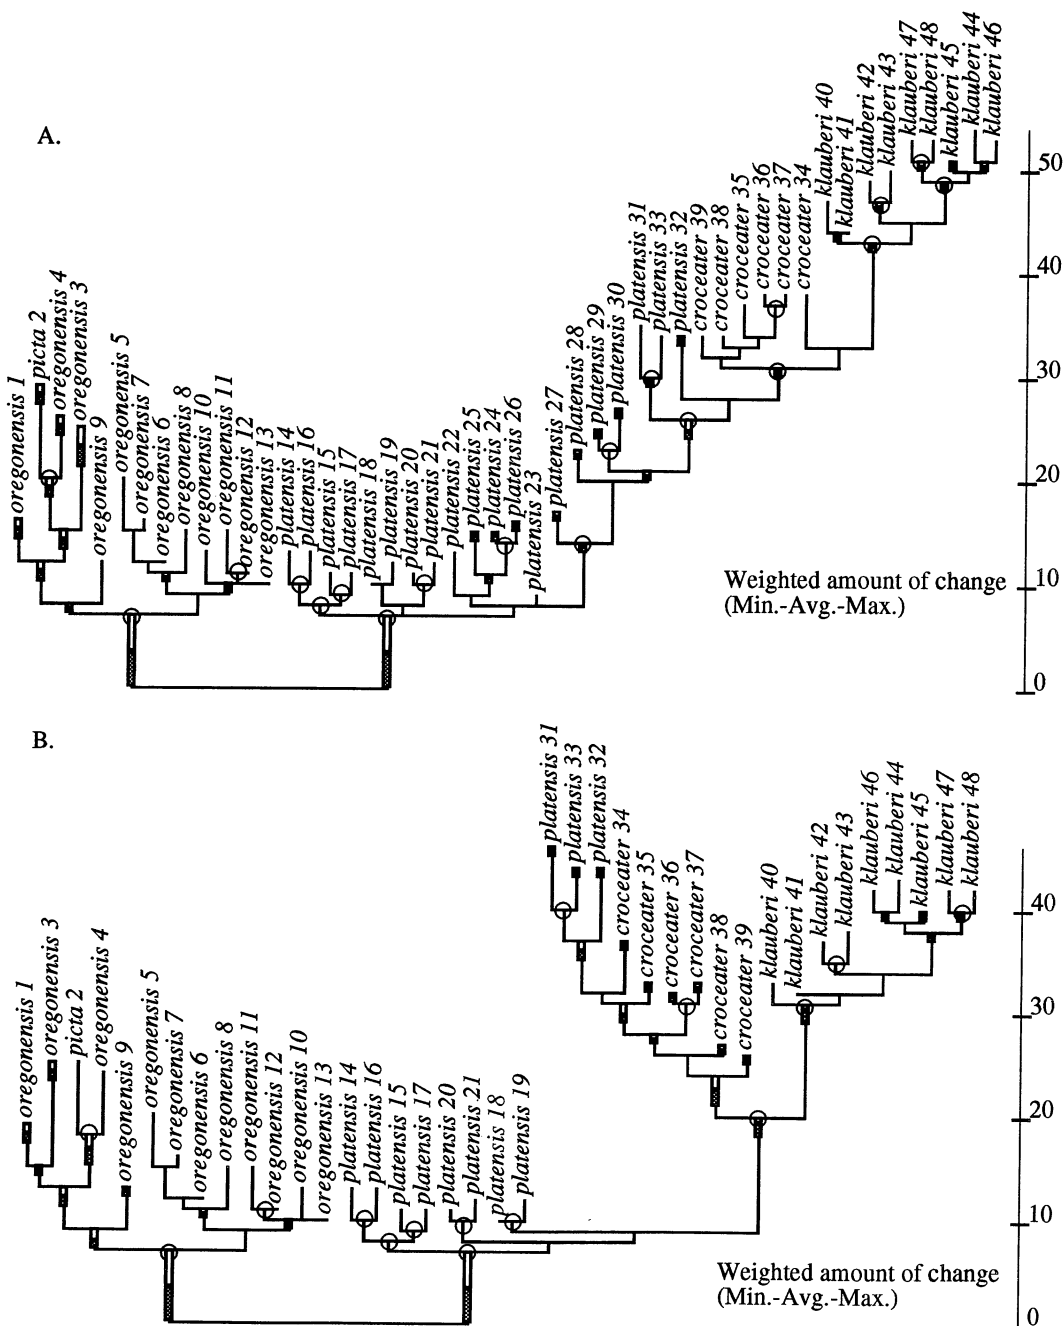 A.
oregonensis 1
picta 2
oregonensis 4
oregonensis 3
oregonensis 9
oregonensis 5
oregonensis 7
oregonensis 6
oregonensis 8
oregonensis 10
oregonensis 11
oregonensis 12
oregonensis 13
platensis 14
platensis 16
platensis 15
platensis 17
platensis 18
platensis 19
platensis 20
platensis 21
platensis 22
platensis 25
platensis 24
platensis 26
platensis 23
platensis 27
platensis 28
platensis 29
platensis 30
platensis 31
platensis 33
platensis 32
croceater 39
croceater 38
croceater 35
croceater 36
croceater 37
croceater 34
klauberi 40
klauberi 41
klauberi 42
klauberi 43
klauberi 47
klauberi 48
klauberi 45
klauberi 44
klauberi 46
50
40
30
20
10
0
Weighted amount of change
(Min.-Avg.-Max.)
B.
oregonensis 1
oregonensis 3
picta 2
oregonensis 4
oregonensis 9
oregonensis 5
oregonensis 7
oregonensis 6
oregonensis 8
oregonensis 11
oregonensis 12
oregonensis 10
oregonensis 13
platensis 14
platensis 16
platensis 15
platensis 17
platensis 20
platensis 21
platensis 18
platensis 19
platensis 31
platensis 33
platensis 32
croceater 34
croceater 35
croceater 36
croceater 37
croceater 38
croceater 39
klauberi 40
klauberi 41
klauberi 42
klauberi 43
klauberi 46
klauberi 44
klauberi 45
klauberi 47
klauberi 48
40
30
20
10
0
Weighted amount of change
(Min.-Avg.-Max.)